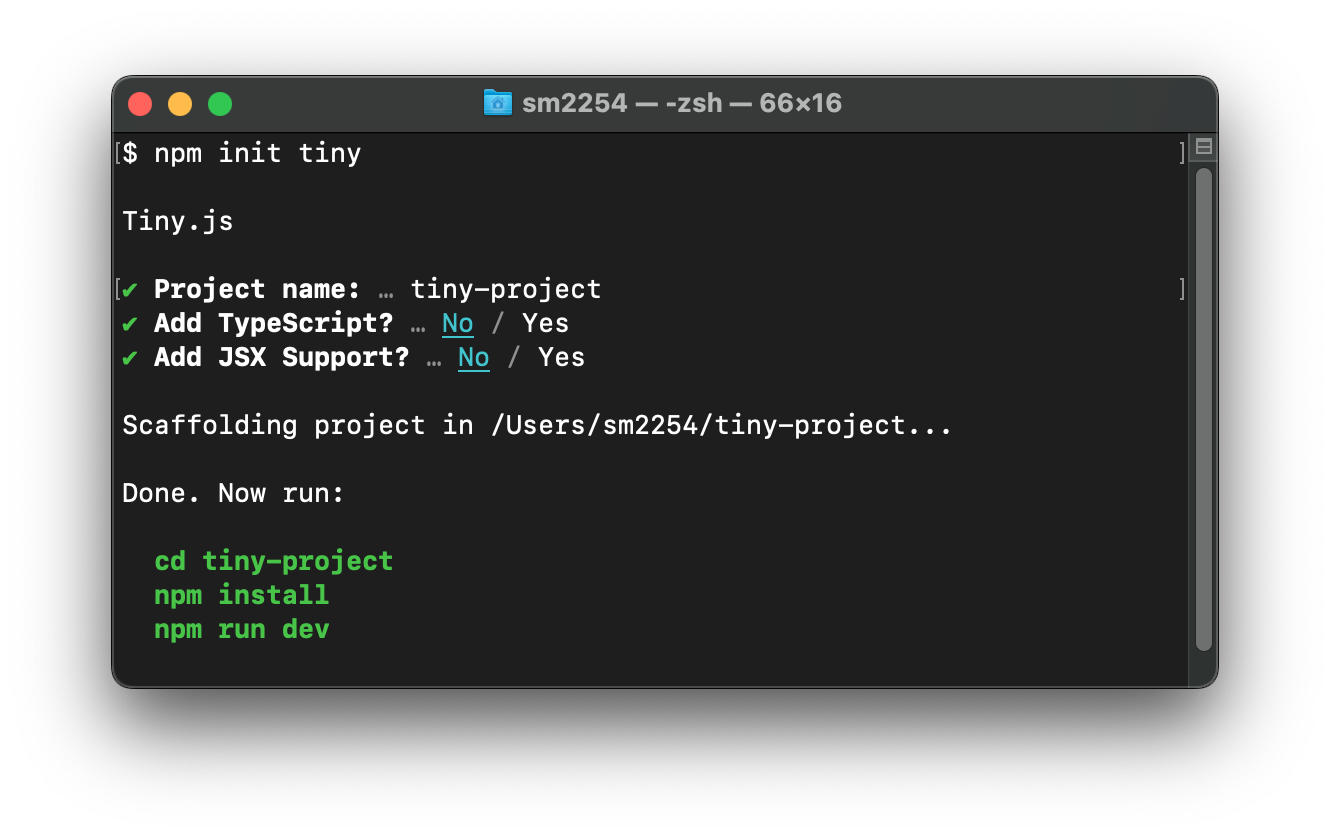 sm2254 — -zsh — 66×16
[$ npm init tiny ]
Tiny.js
[✔ Project name: … tiny-project ]
✔ Add TypeScript? … No / Yes
✔ Add JSX Support? … No / Yes
Scaffolding project in /Users/sm2254/tiny-project...
Done. Now run:
cd tiny-project
npm install
npm run dev